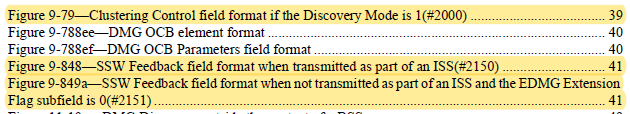 Figure 9-79—Clustering Control field format if the Discovery Mode is 1(#2000) ............................................. 39
Figure 9-788ee—DMG OCB element format ..................................................................................................... 40
Figure 9-788ef—DMG OCB Parameters field format ....................................................................................... 40
Figure 9-848—SSW Feedback field format when transmitted as part of an ISS(#2150) .................................. 41
Figure 9-849a—SSW Feedback field format when not transmitted as part of an ISS and the EDMG Extension
Flag subfield is 0(#2151) ..................................................................................................................................... 41